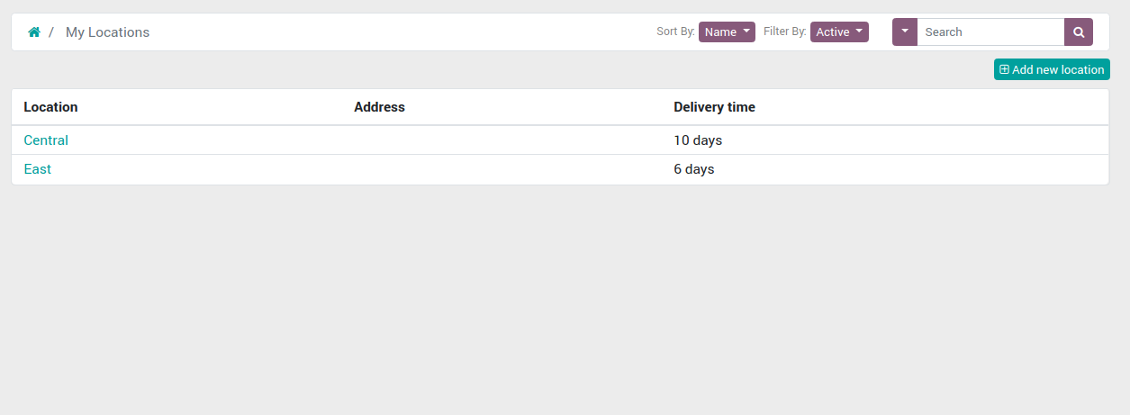 / My Locations Sort By: Name Filter By: Active Search
Add new location
Location Address Delivery time
Central 10 days
East 6 days